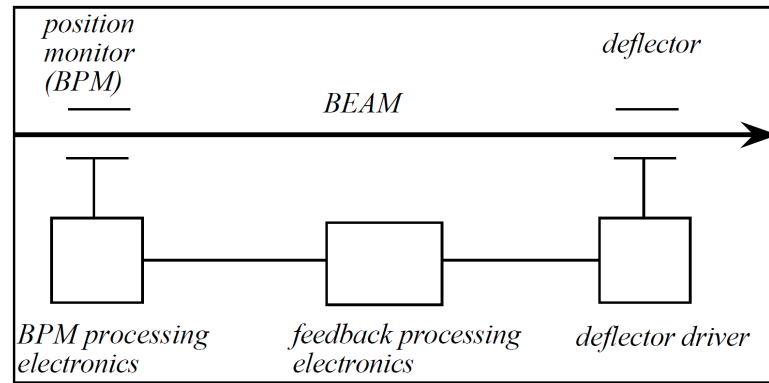 position
monitor
(BPM)
deflector
BEAM
BPM processing
electronics
feedback processing
electronics
deflector driver